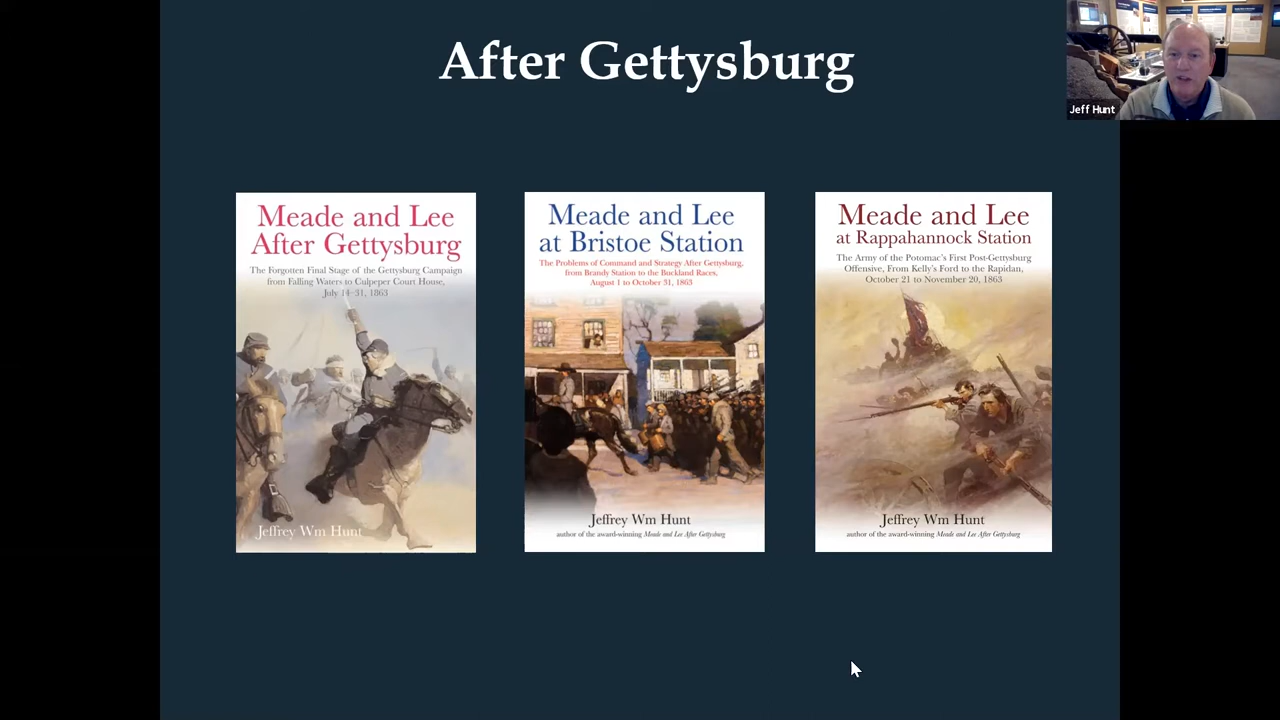 After Gettysburg
Jeff Hunt
Meade and Lee
After Gettysburg
The Forgotten Final Stage of the Gettysburg Campaign
from Falling Waters to Culpeper Court House,
July 14–31, 1863
Jeffrey Wm Hunt
Meade and Lee
at Bristoe Station
The Problems of Command and Strategy After Gettysburg,
from Brandy Station to the Buckland Races,
August 1 to October 31, 1863
Jeffrey Wm Hunt
author of the award-winning Meade and Lee After Gettysburg
Meade and Lee
at Rappahannock Station
The Army of the Potomac's First Post-Gettysburg
Offensive, From Kelly's Ford to the Rapidan,
October 21 to November 20, 1863
Jeffrey Wm Hunt
author of the award-winning Meade and Lee After Gettysburg